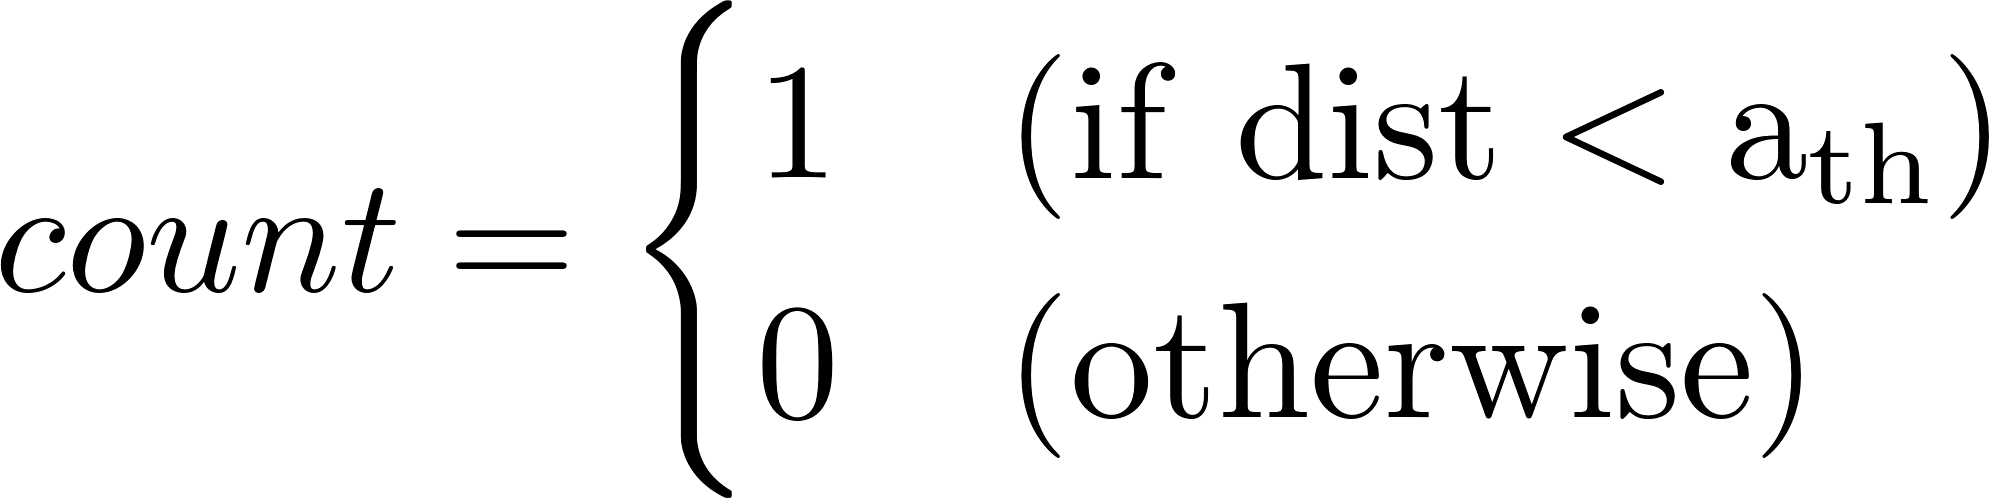 count = { 1 (if dist < a_th)
0 (otherwise)